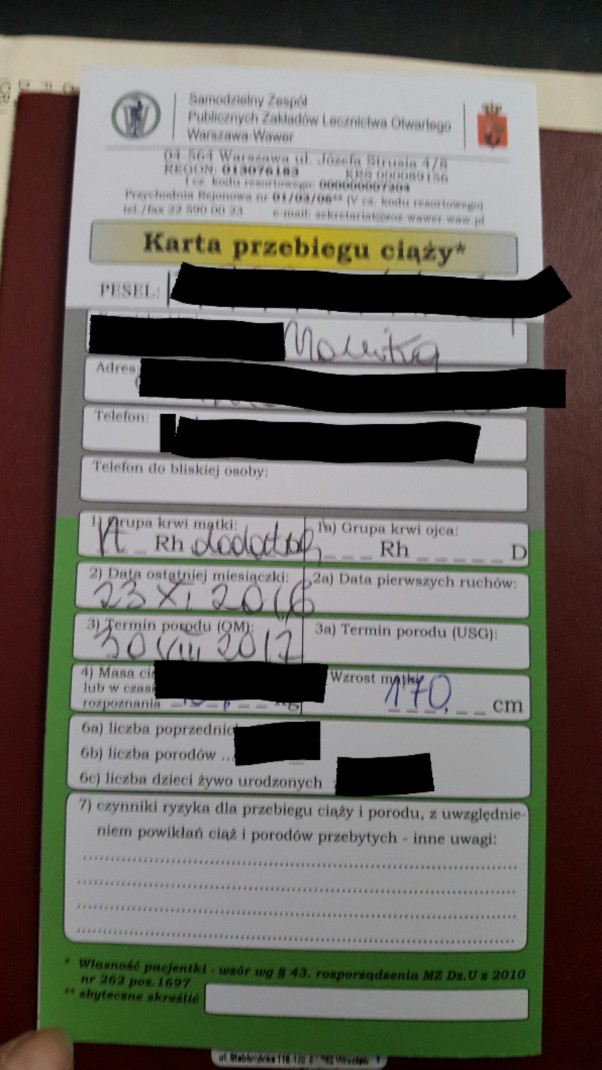 Samodzielny Zespół
Publicznych Zakładów Lecznictwa Otwartego
Warszawa-Wawer
04-564 Warszawa ul. Józefa Strusia 4/8
REGON: 013076183 KRS 0000089156
I cz. kodu resortowego: 000000007304
Przychodnia Rejonowa nr 01/03/06** (V cz. kodu resortowego)
tel./fax 22 590 00 23 e-mail: sekretariat@zoz.wawer.waw.pl
Karta przebiegu ciąży*
PESEL:
Monika
Adres
Telefon:
Telefon do bliskiej osoby:
1) Grupa krwi matki: 1a) Grupa krwi ojca:
A Rh dodatni Rh D
2) Data ostatniej miesiączki: 2a) Data pierwszych ruchów:
23 XI 2016
3) Termin porodu (OM): 3a) Termin porodu (USG):
30 VIII 2017
4) Masa Wzrost matki
lub w 170 cm
rozpoznania kg
6a) liczba
6b) liczba porodów ..
6c) liczba dzieci żywo urodzonych
7) czynniki ryzyka dla przebiegu ciąży i porodu, z uwzględnie-
niem powikłań ciąż i porodów przebytych - inne uwagi:
* Własność pacjentki - wzór wg § 43. rozporządzenia MZ Dz.U z 2010
nr 262 poz.1697
** zbyteczne skreślić